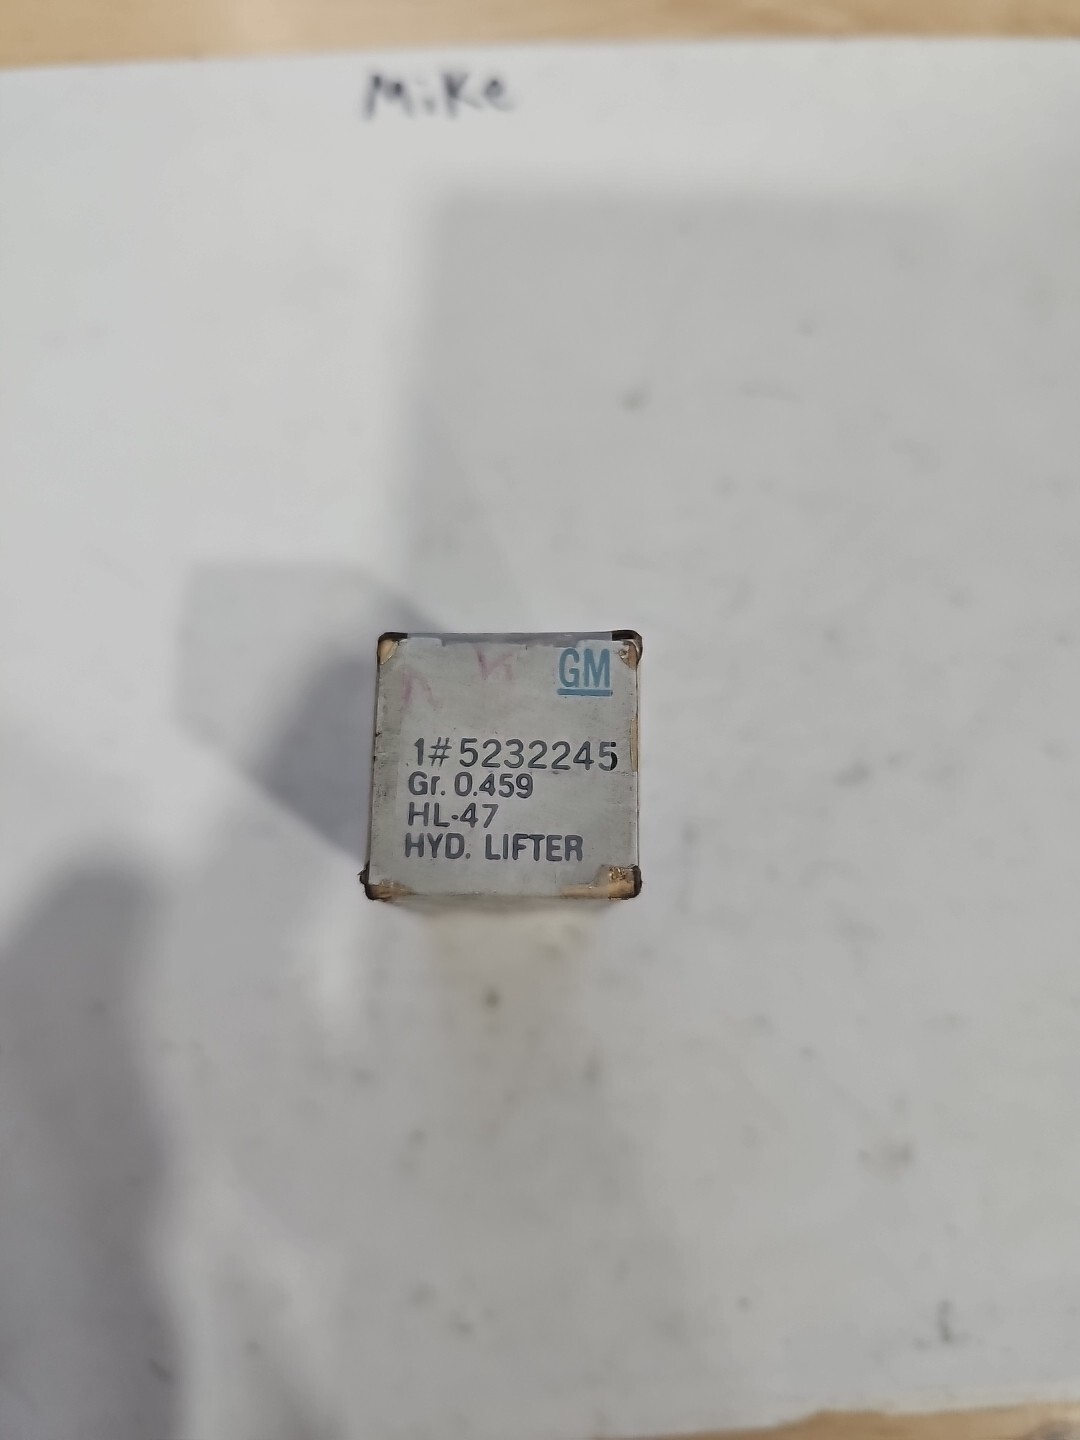 Mike
GM
1#5232245
Gr. 0.459
HL-47
HYD. LIFTER